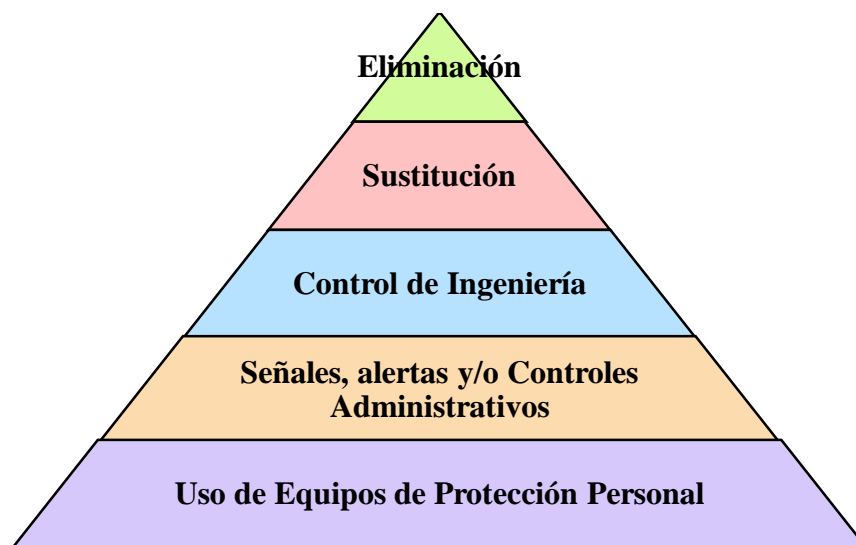 Eliminación
Sustitución
Control de Ingeniería
Señales, alertas y/o Controles
Administrativos
Uso de Equipos de Protección Personal